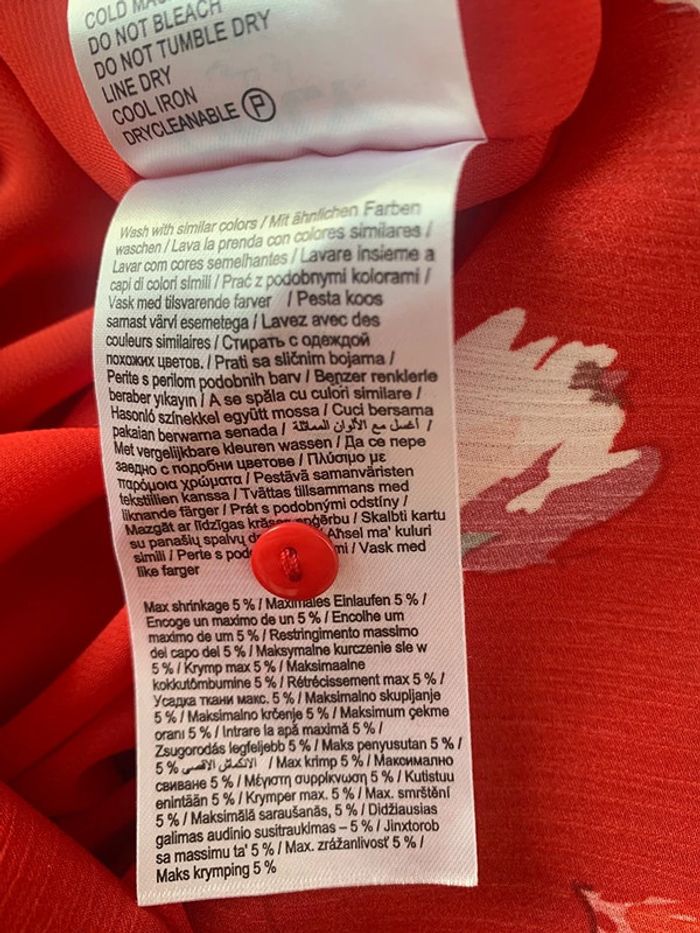 COLD
DO NOT BLEACH
DO NOT TUMBLE DRY
LINE DRY
COOL IRON
DRYCLEANABLE P
Wash with similar colors / Mit ähnlichen Farben
waschen / Lava la prenda con colores similares /
Lavar com cores semelhantes / Lavare insieme a
capi di colori simili / Prać z podobnymi kolorami /
Vask med tilsvarende farver / Pesta koos
samast värvi esemetega / Lavez avec des
couleurs similaires / Стирать с одеждой
похожих цветов. / Prati sa sličnim bojama /
Perite s perilom podobnih barv / Benzer renklerle
beraber yıkayın / A se spăla cu culori similare /
Hasonló színekkel együtt mossa / Cuci bersama
pakaian berwarna senada / أغسل مع الألوان المماثلة /
Met vergelijkbare kleuren wassen / Да се пере
заедно с подобни цветове / Πλύσιμο με
παρόμοια χρώματα / Pestävä samanväristen
tekstiilien kanssa / Tvättas tillsammans med
liknande färger / Prát s podobnými odstíny /
Mazgāt ar līdzīgas apģērbu / Skalbti kartu
su panašių spalvų / Aħsel ma' kuluri
simili / Perte s / Vask med
like farger
Max shrinkage 5 % / Maximales Einlaufen 5 % /
Encoge un maximo de un 5 % / Encolhe um
maximo de um 5 % / Restringimento massimo
del capo del 5 % / Maksymalne kurczenie sle w
5 % / Krymp max 5 % / Maksimaalne
kokkutõmbumine 5 % / Rétrécissement max 5 % /
Усадка ткани макс. 5 % / Maksimalno skupljanje
5 % / Maksimalno krčenje 5 % / Maksimum çekme
oranı 5 % / Intrare la apă maximă 5 % /
Zsugorodás legfeljebb 5 % / Maks penyusutan 5 % /
5 % الانكماش الأقصى / Max krimp 5 % / Максимално
свиване 5 % / Μέγιστη συρρίκνωση 5 % / Kutistuu
enintään 5 % / Krymper max. 5 % / Max. smrštění
5 % / Maksimālā saraušanās, 5 % / Didžiausias
galimas audinio susitraukimas – 5 % / Jinxtorob
sa massimu ta' 5 % / Max. zrážanlivosť 5 % /
Maks krymping 5 %